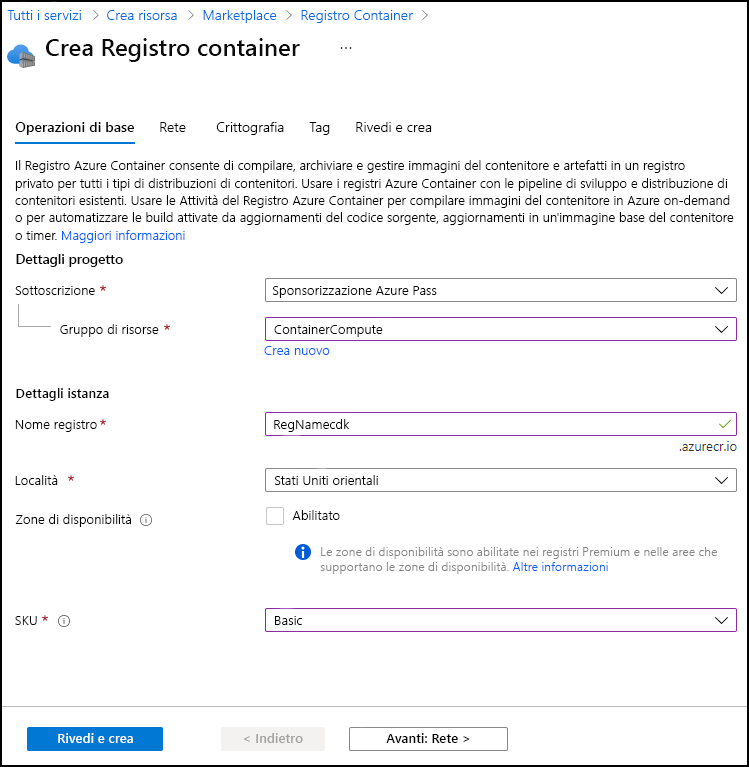 Tutti i servizi > Crea risorsa > Marketplace > Registro Container >
Crea Registro container ...
Operazioni di base Rete Crittografia Tag Rivedi e crea
Il Registro Azure Container consente di compilare, archiviare e gestire immagini del contenitore e artefatti in un registro
privato per tutti i tipi di distribuzioni di contenitori. Usare i registri Azure Container con le pipeline di sviluppo e distribuzione di
contenitori esistenti. Usare le Attività del Registro Azure Container per compilare immagini del contenitore in Azure on-demand
o per automatizzare le build attivate da aggiornamenti del codice sorgente, aggiornamenti in un'immagine base del contenitore
o timer. Maggiori informazioni
Dettagli progetto
Sottoscrizione * Sponsorizzazione Azure Pass
Gruppo di risorse * ContainerCompute
Crea nuovo
Dettagli istanza
Nome registro * RegNamecdk
.azurecr.io
Località * Stati Uniti orientali
Zone di disponibilità Abilitato
Le zone di disponibilità sono abilitate nei registri Premium e nelle aree che
supportano le zone di disponibilità. Altre informazioni
SKU * Basic
Rivedi e crea < Indietro Avanti: Rete >